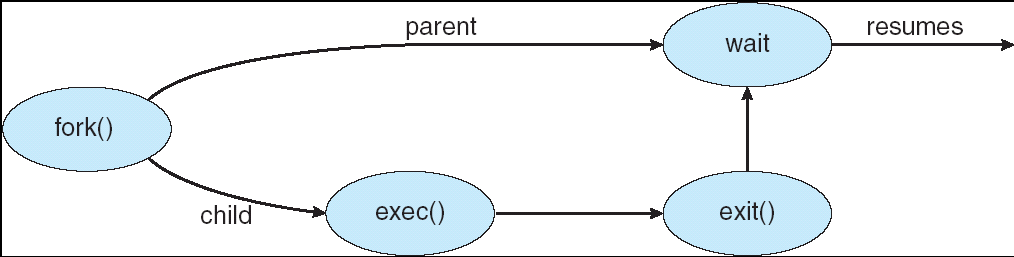 parent
wait
resumes
fork()
child
exec()
exit()